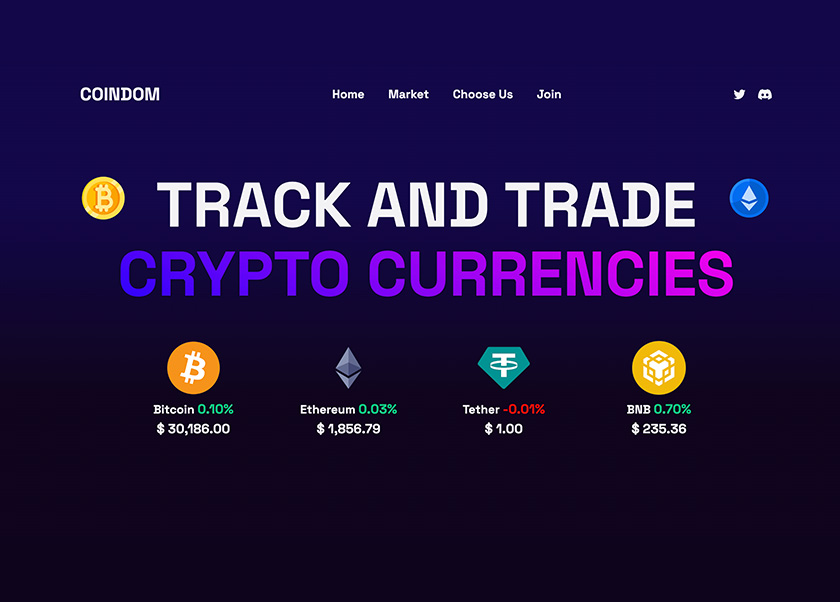 COINDOM
Home Market Choose Us Join
TRACK AND TRADE
CRYPTO CURRENCIES
Bitcoin 0.10% Ethereum 0.03% Tether -0.01% BNB 0.70%
$ 30,186.00 $ 1,856.79 $ 1.00 $ 235.36